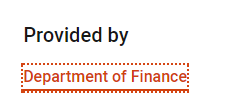 Provided by
Department of Finance